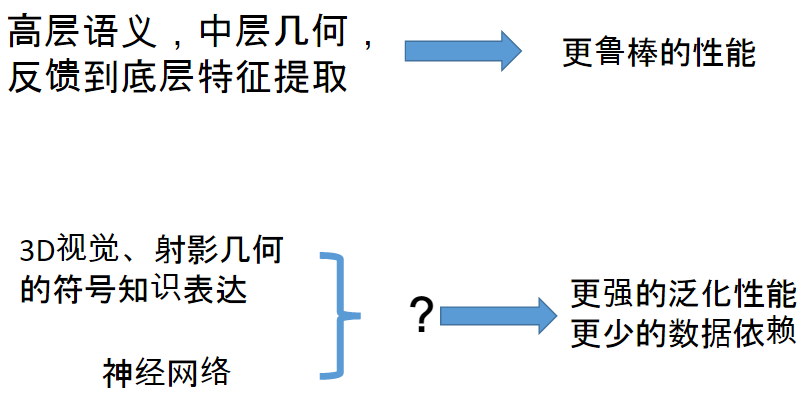 高层语义，中层几何，
反馈到底层特征提取
更鲁棒的性能
3D视觉、射影几何
的符号知识表达
神经网络
?
更强的泛化性能
更少的数据依赖